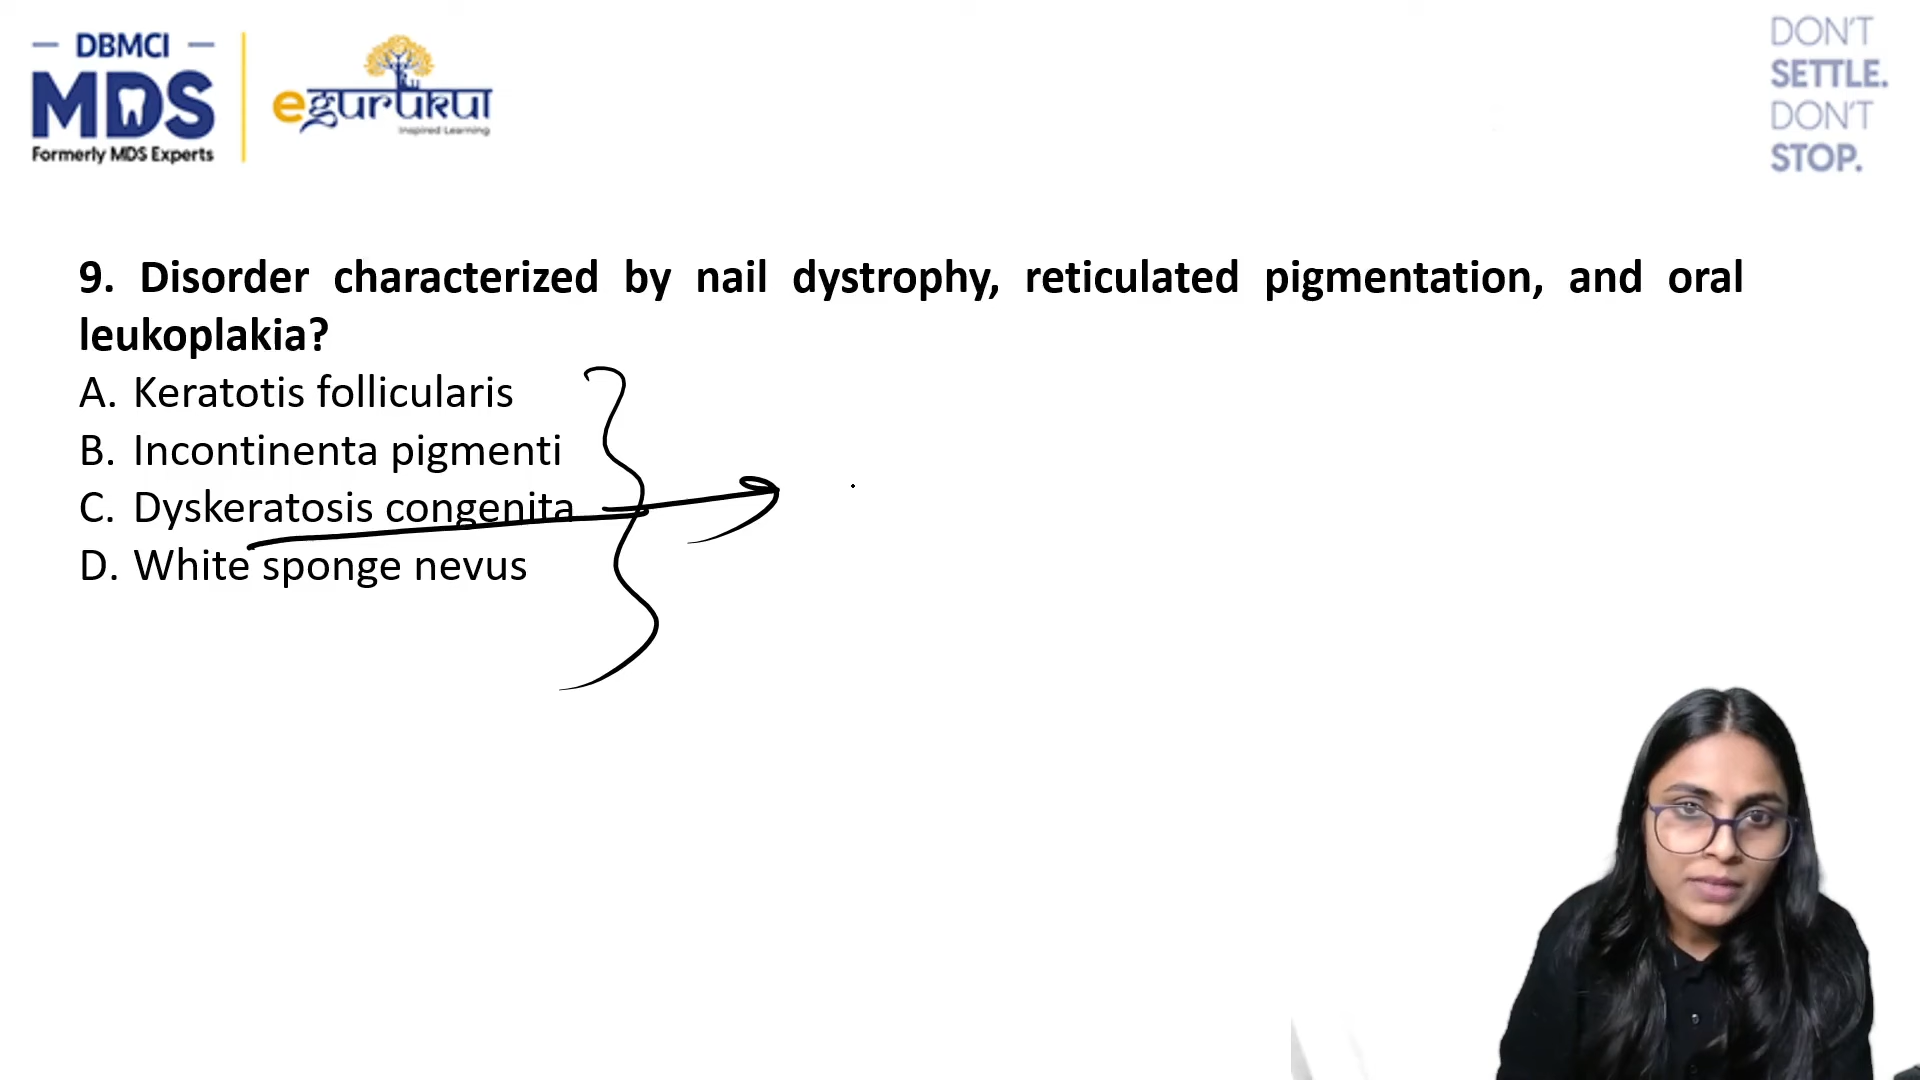 DBMCI
MDS
Formerly MDS Experts
egurukul
Inspired Learning
DON'T
SETTLE.
DON'T
STOP.
9. Disorder characterized by nail dystrophy, reticulated pigmentation, and oral
leukoplakia?
A. Keratotis follicularis
B. Incontinenta pigmenti
C. Dyskeratosis congenita
D. White sponge nevus